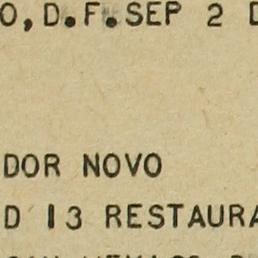 O, D.F. SEP 2 D
DOR NOVO
D 13 RESTAURA